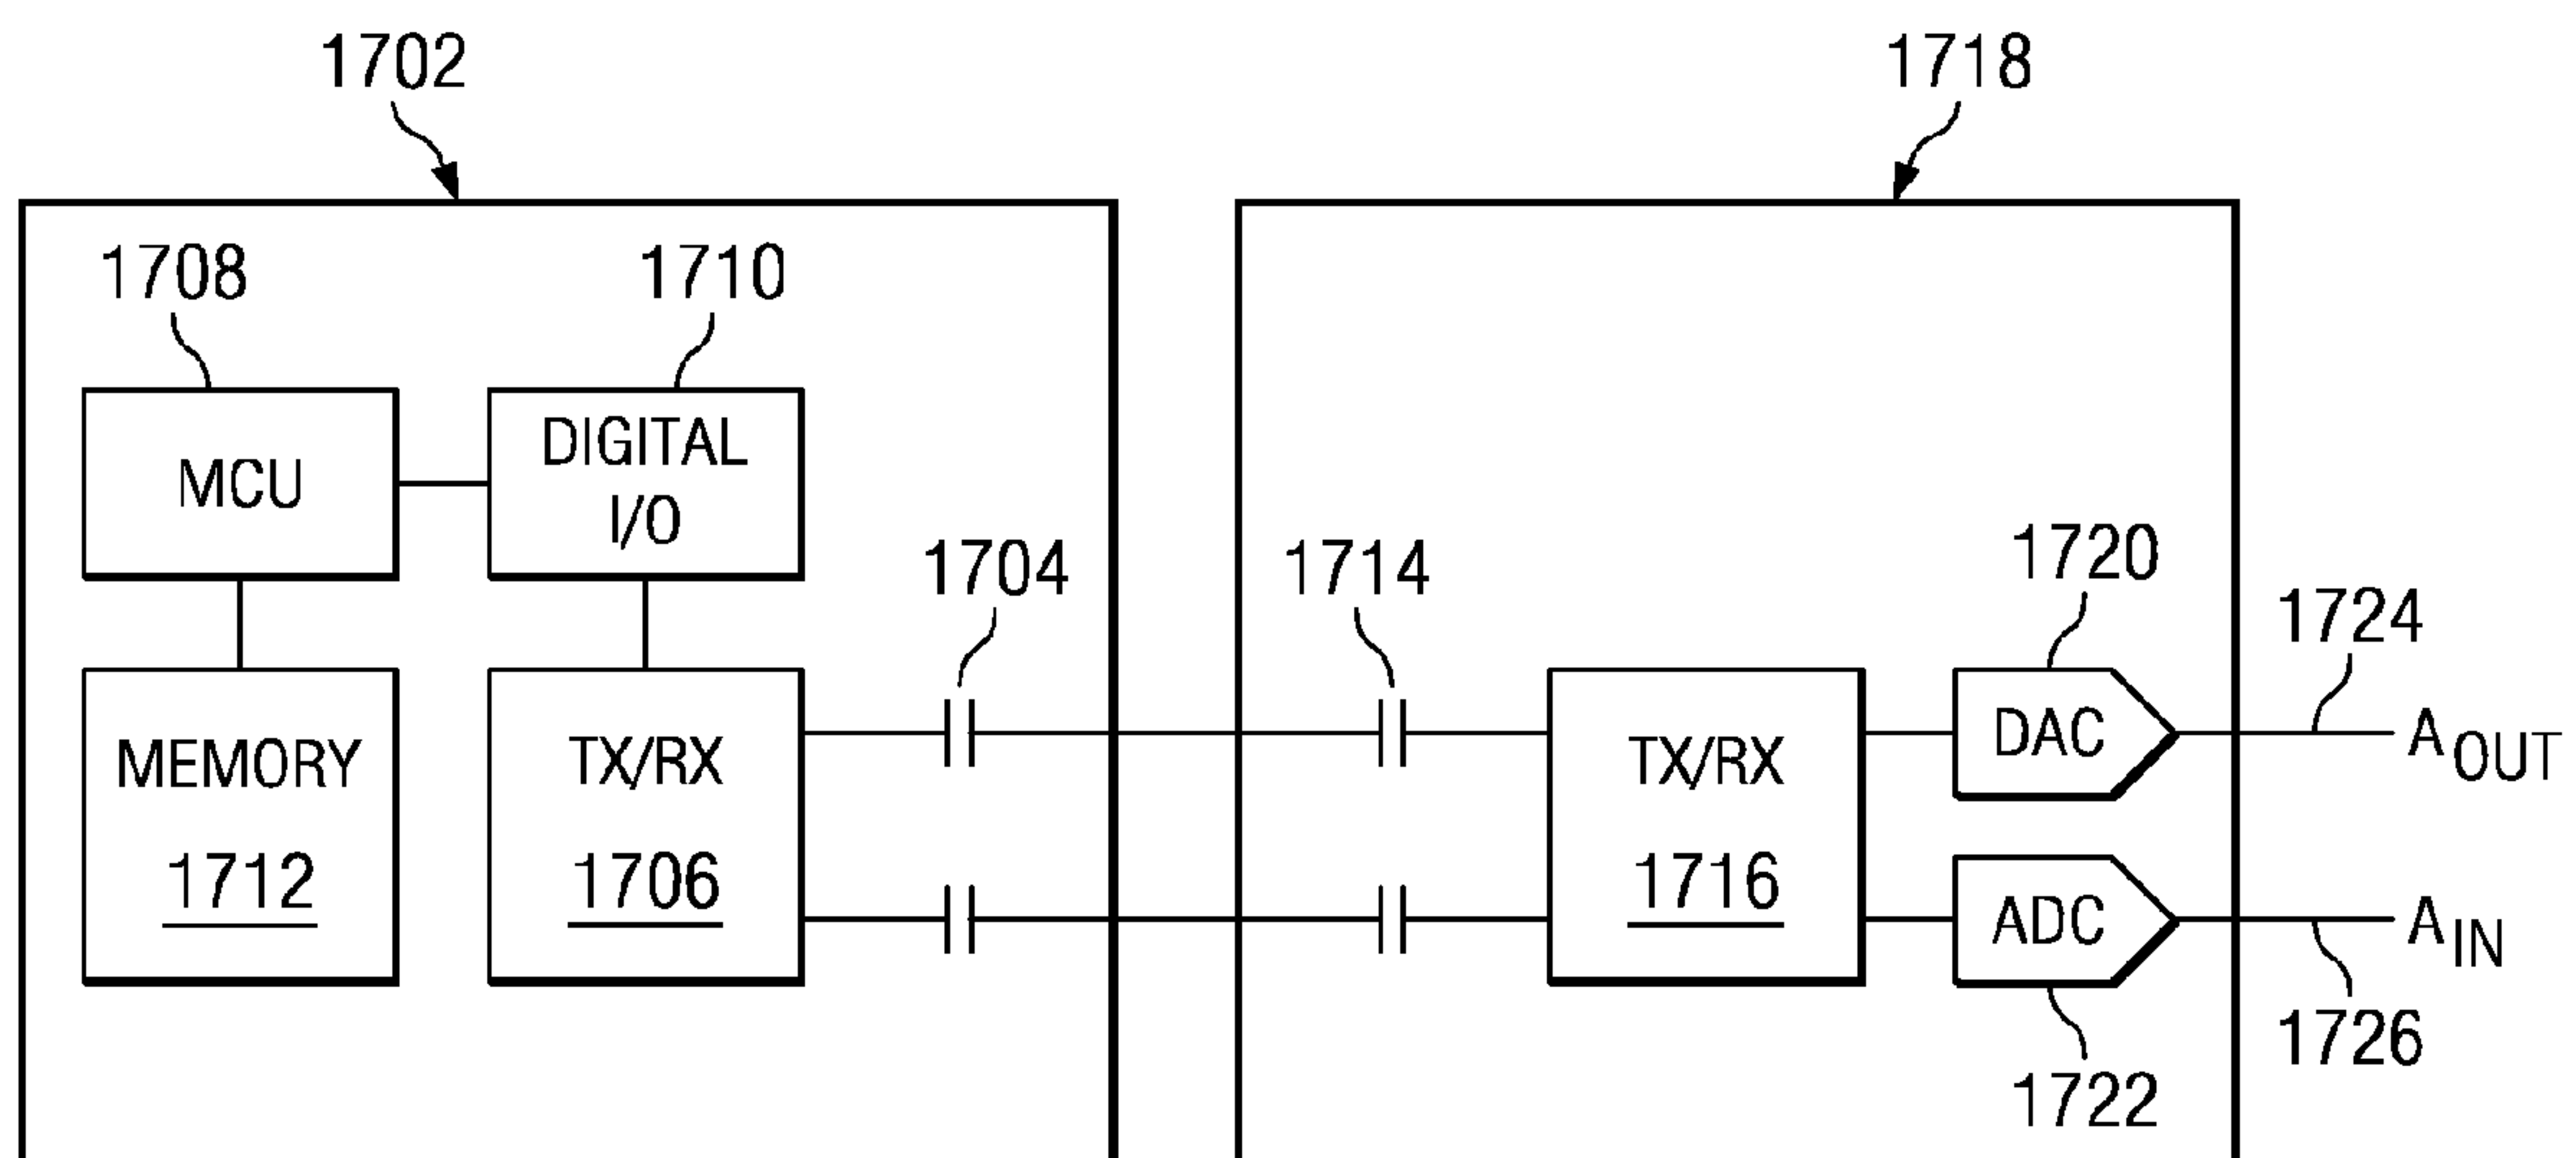 1702
1718
1708
1710
MCU
DIGITAL
I/O
1704
1714
1720
1724
MEMORY
1712
TX/RX
1706
TX/RX
1716
DAC
AOUT
ADC
AIN
1726
1722